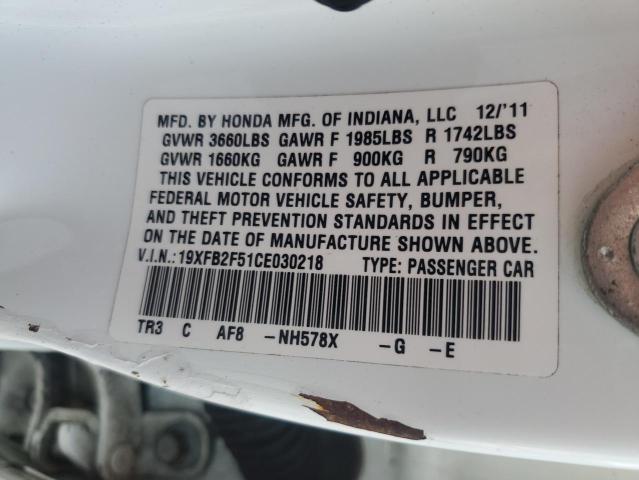 MFD. BY HONDA MFG. OF INDIANA, LLC 12/'11
GVWR 3660LBS GAWR F 1985LBS R 1742LBS
GVWR 1660KG GAWR F 900KG R 790KG
THIS VEHICLE CONFORMS TO ALL APPLICABLE
FEDERAL MOTOR VEHICLE SAFETY, BUMPER,
AND THEFT PREVENTION STANDARDS IN EFFECT
ON THE DATE OF MANUFACTURE SHOWN ABOVE.
V.I.N.:19XFB2F51CE030218 TYPE: PASSENGER CAR
TR3 C AF8 -NH578X -G -E